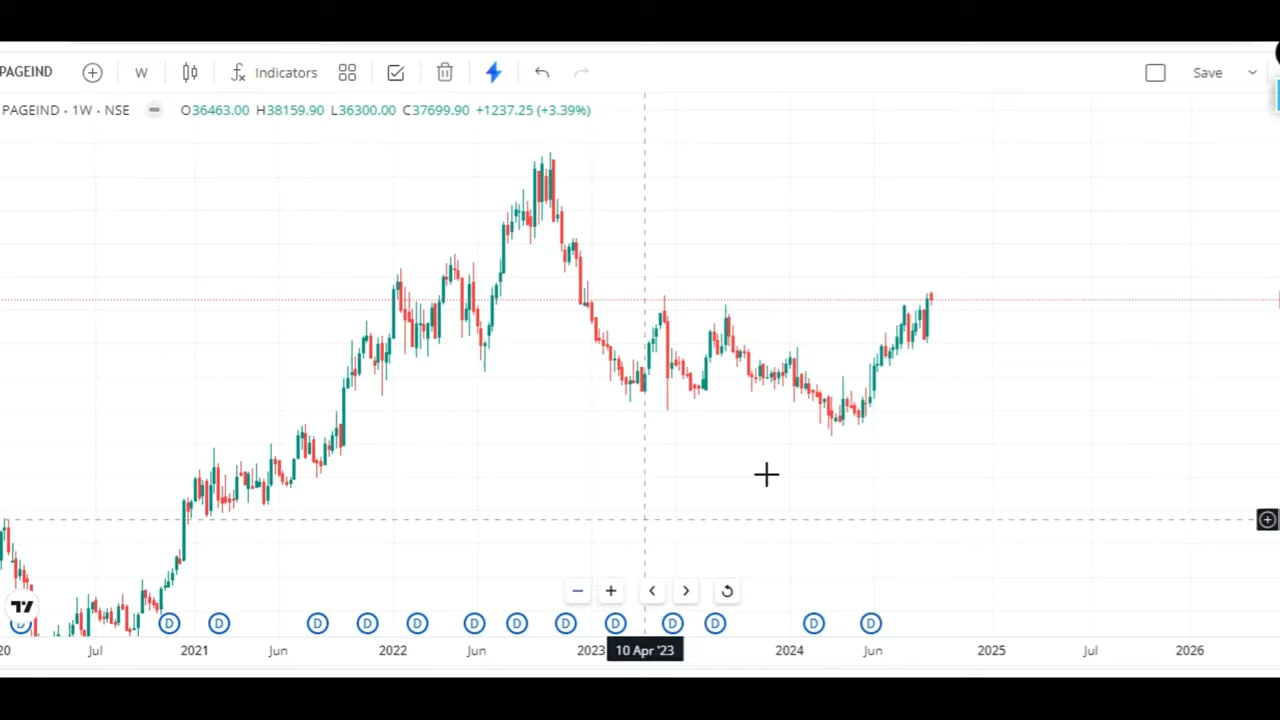 PAGEIND W Indicators Save
PAGEIND · 1W · NSE O36463.00 H38159.90 L36300.00 C37699.90 +1237.25 (+3.39%)
D D D D D D D D D D D D D
20 Jul 2021 Jun 2022 Jun 2023 10 Apr '23 2024 Jun 2025 Jul 2026